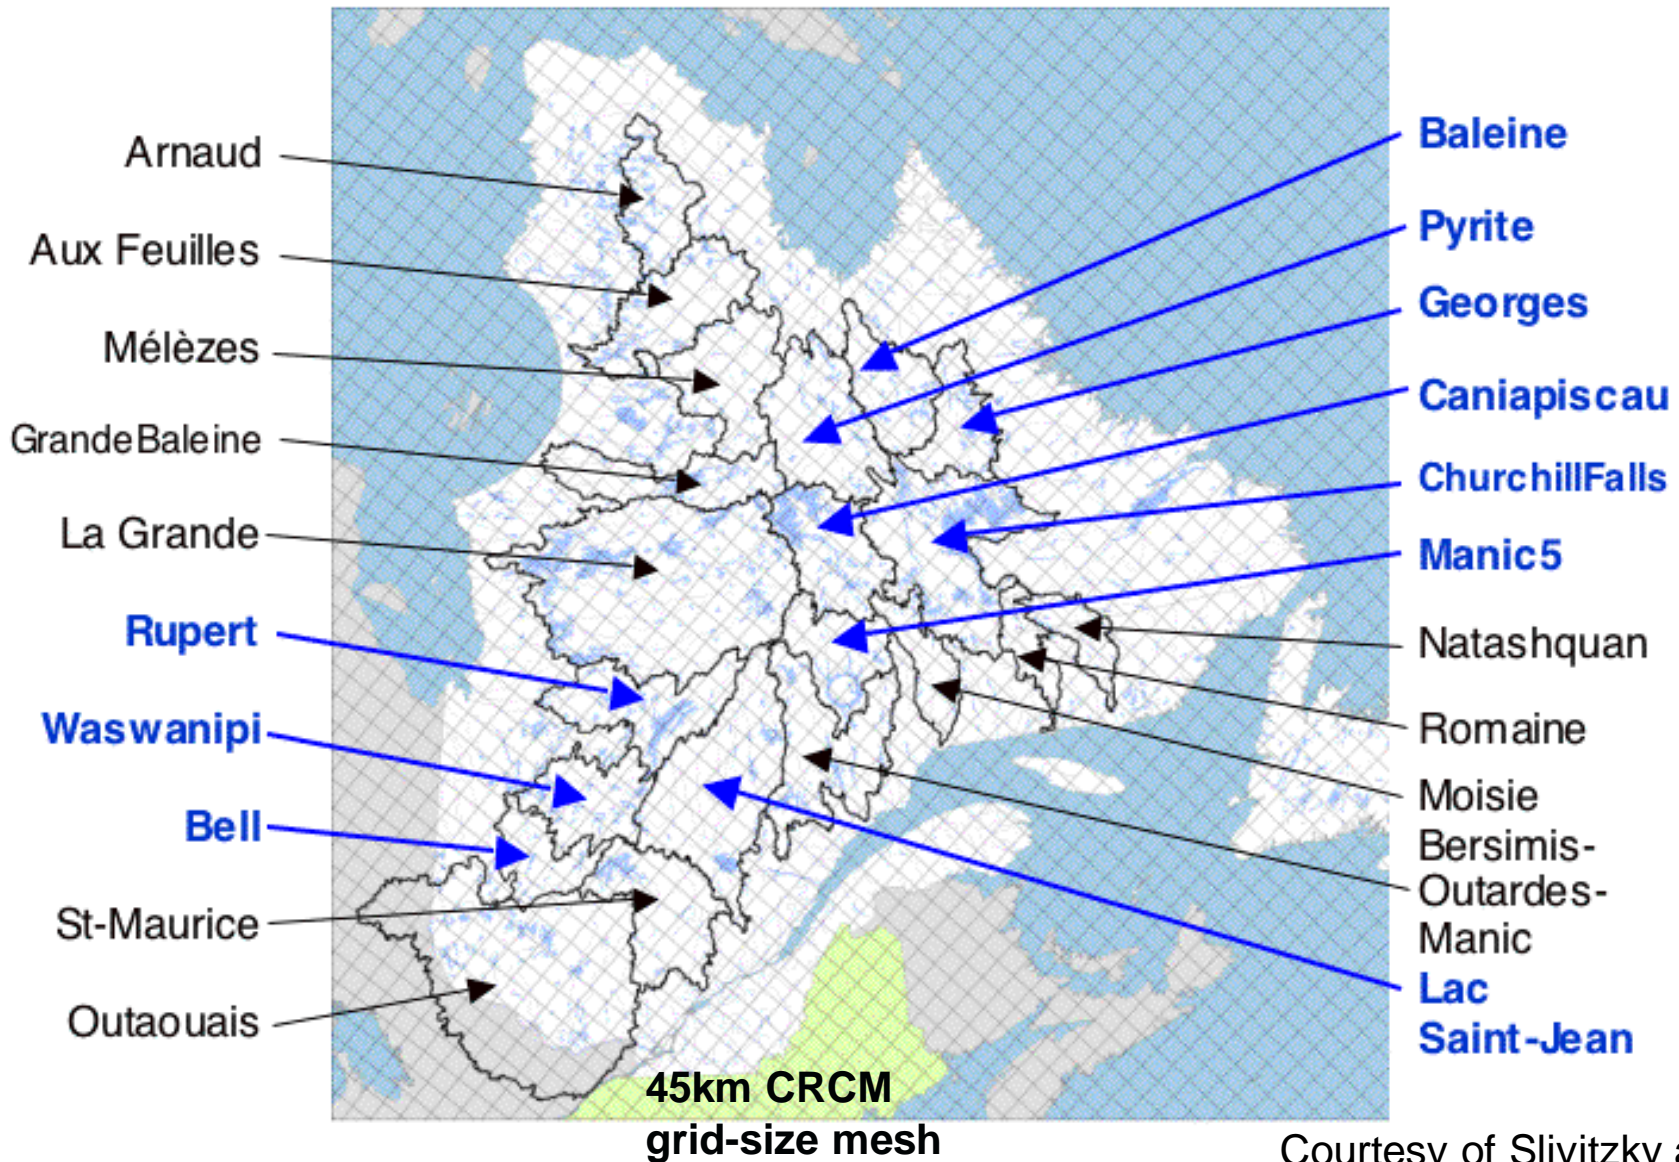 Arnaud
Aux Feuilles
Mélèzes
GrandeBaleine
La Grande
Rupert
Waswanipi
Bell
St-Maurice
Outaouais
Baleine
Pyrite
Georges
Caniapiscau
ChurchillFalls
Manic5
Natashquan
Romaine
Moisie
Bersimis-
Outardes-
Manic
Lac
Saint-Jean
45km CRCM
grid-size mesh
Courtesy of Slivitzky a